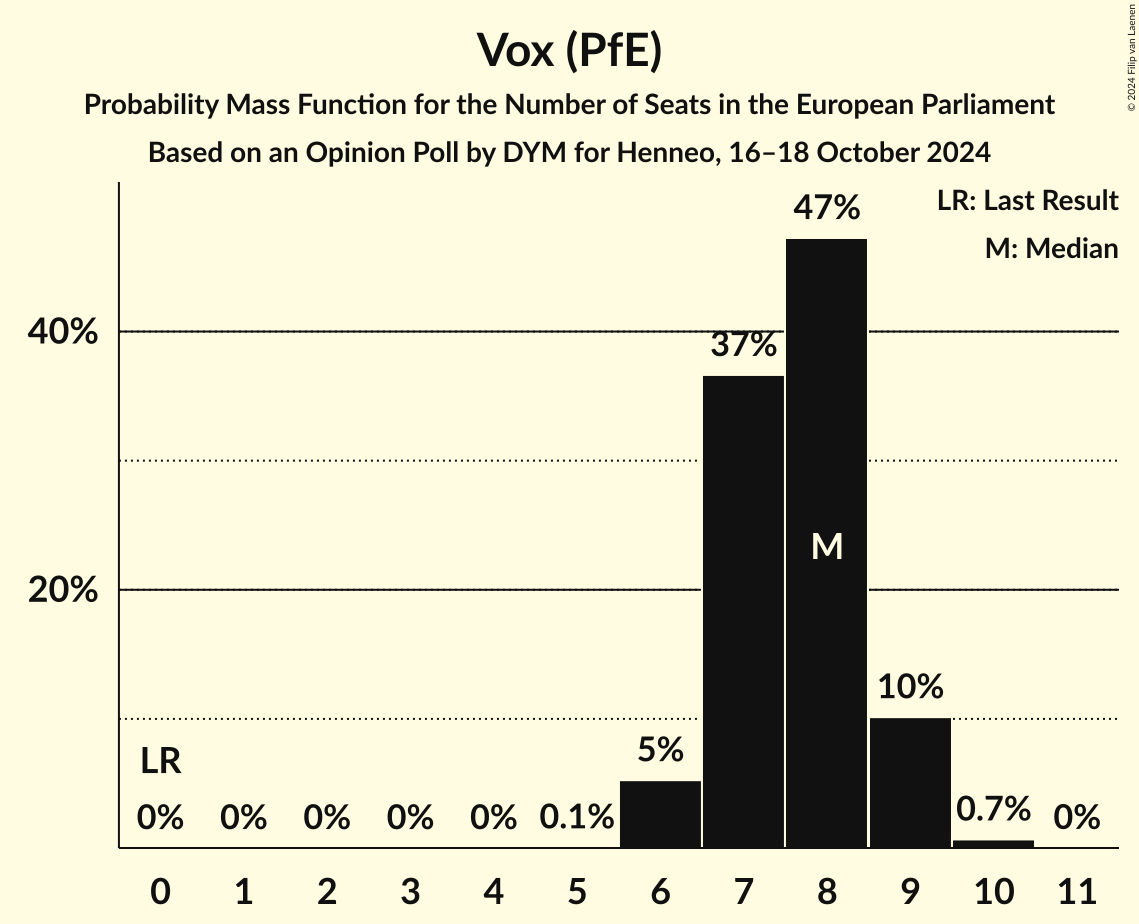 Vox (PfE)
Probability Mass Function for the Number of Seats in the European Parliament
Based on an Opinion Poll by DYM for Henneo, 16–18 October 2024
© 2024 Filip van Laenen
LR: Last Result
M: Median
47%
40%
37%
M
20%
10%
5%
LR
0% 0% 0% 0% 0% 0.1% 0.7% 0%
0 1 2 3 4 5 6 7 8 9 10 11